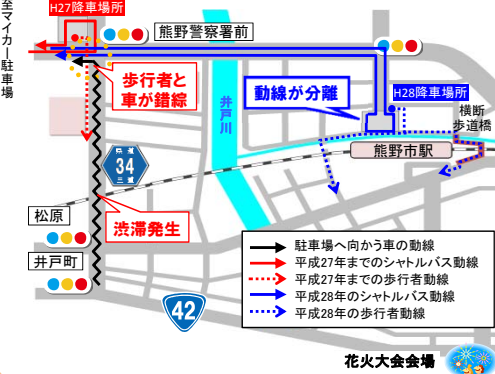 至マイカー駐車場
H27降車場所
熊野警察署前
歩行者と
車が錯綜
井戸川
動線が分離
H28降車場所
横断
歩道橋
熊野市駅
県道
34
三重
松原
渋滞発生
井戸町
42
駐車場へ向かう車の動線
平成27年までのシャトルバス動線
平成27年までの歩行者動線
平成28年のシャトルバス動線
平成28年の歩行者動線
花火大会会場